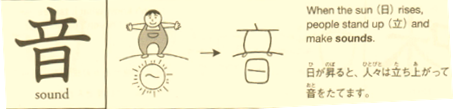 音
sound
When the sun (日) rises,
people stand up (立) and
make sounds.
日が昇ると、人々は立ち上がって
音をたてます。